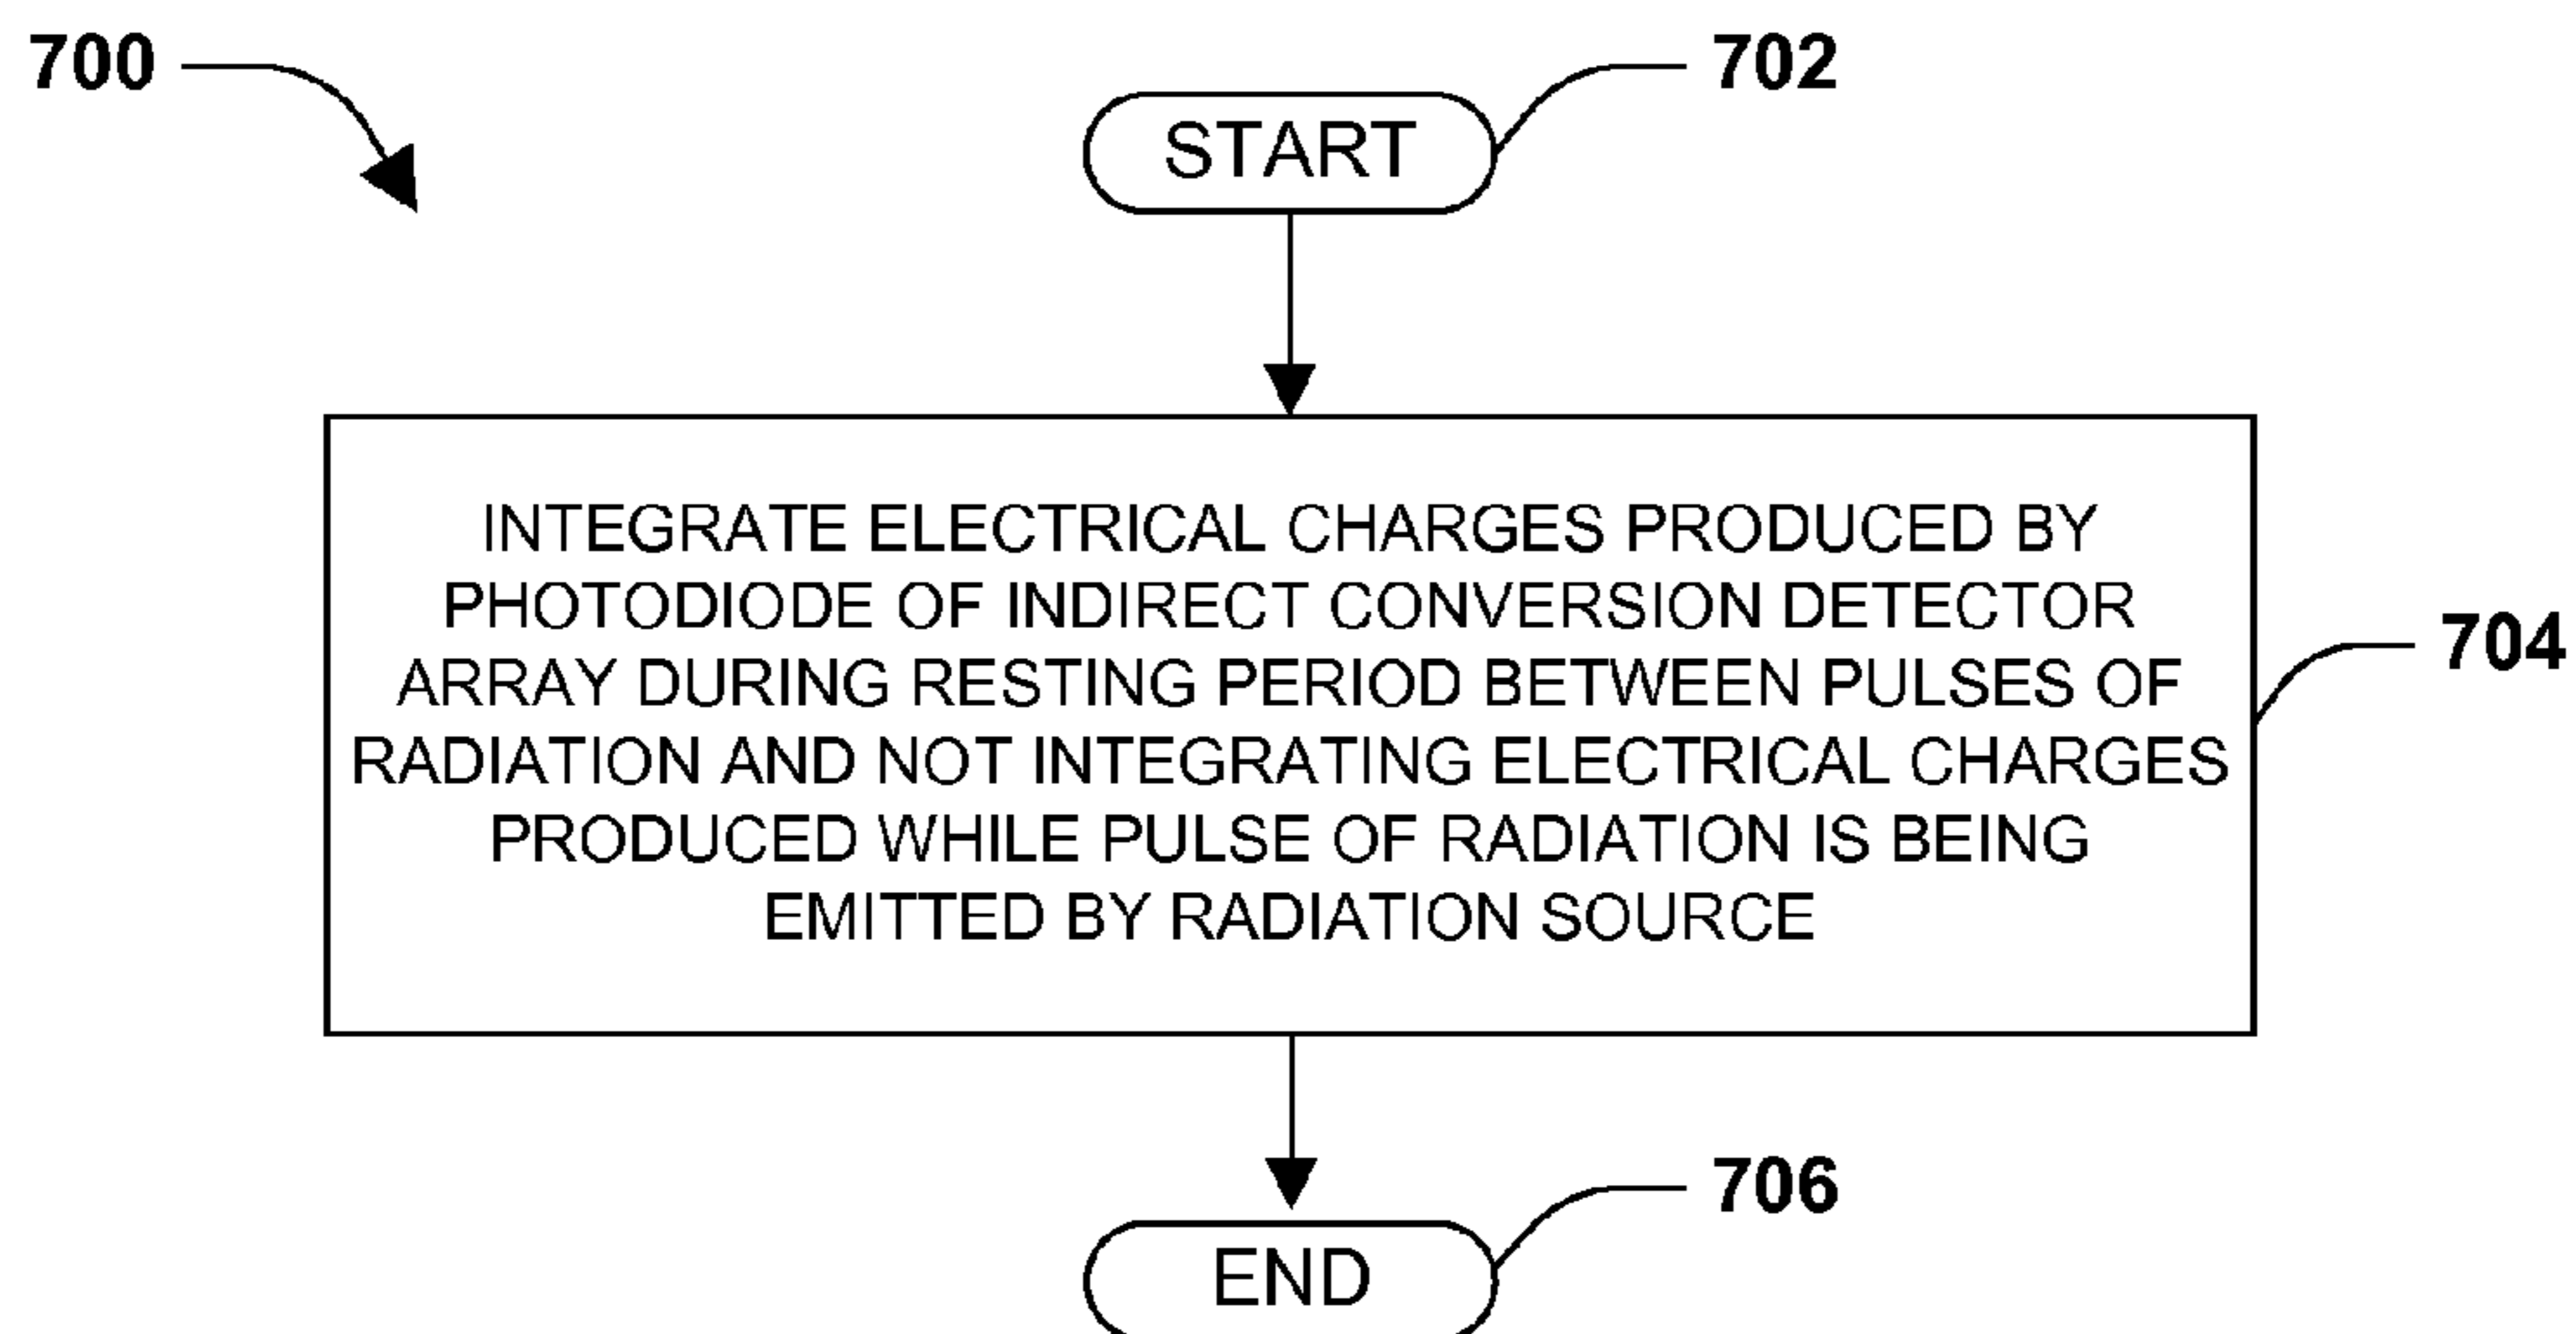 700
702
START
INTEGRATE ELECTRICAL CHARGES PRODUCED BY
PHOTODIODE OF INDIRECT CONVERSION DETECTOR
ARRAY DURING RESTING PERIOD BETWEEN PULSES OF
RADIATION AND NOT INTEGRATING ELECTRICAL CHARGES
PRODUCED WHILE PULSE OF RADIATION IS BEING
EMITTED BY RADIATION SOURCE
704
706
END